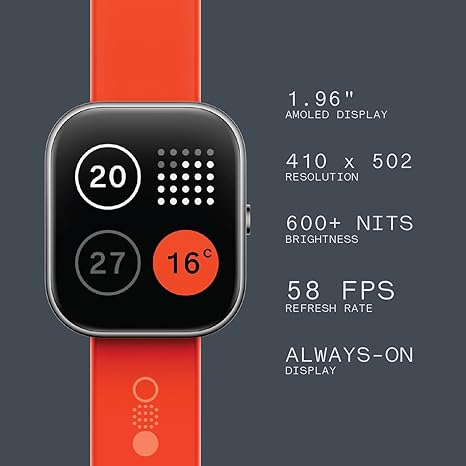 20
27
16c
1.96"
AMOLED DISPLAY
410 x 502
RESOLUTION
600+ NITS
BRIGHTNESS
58 FPS
REFRESH RATE
ALWAYS-ON
DISPLAY